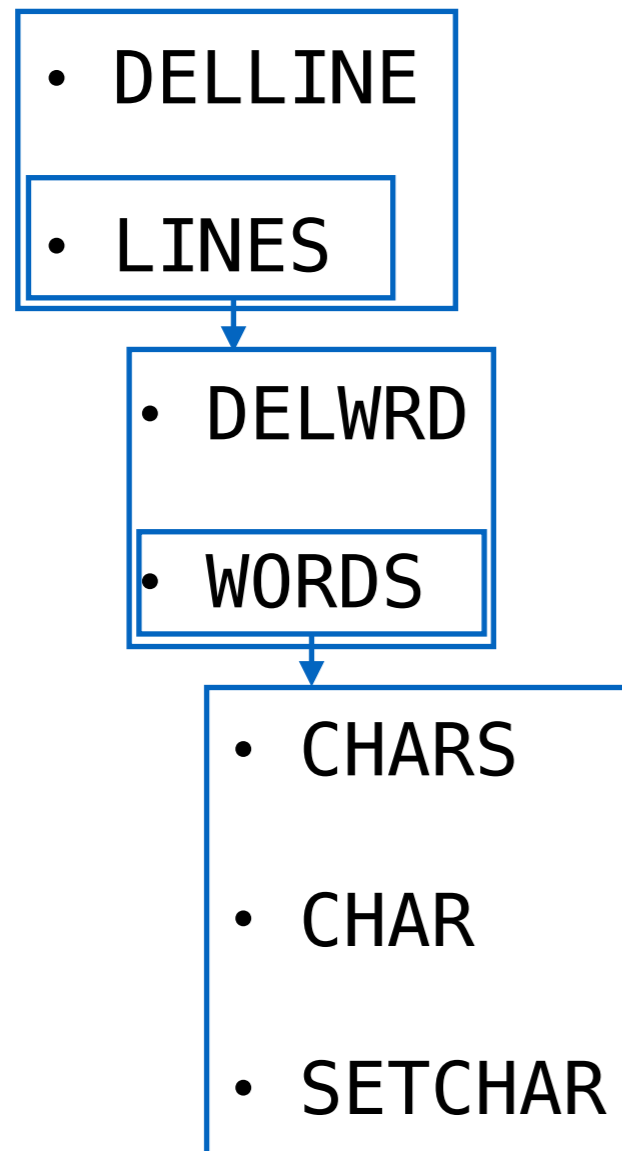 • DELLINE
• LINES
• DELWRD
• WORDS
• CHARS
• CHAR
• SETCHAR